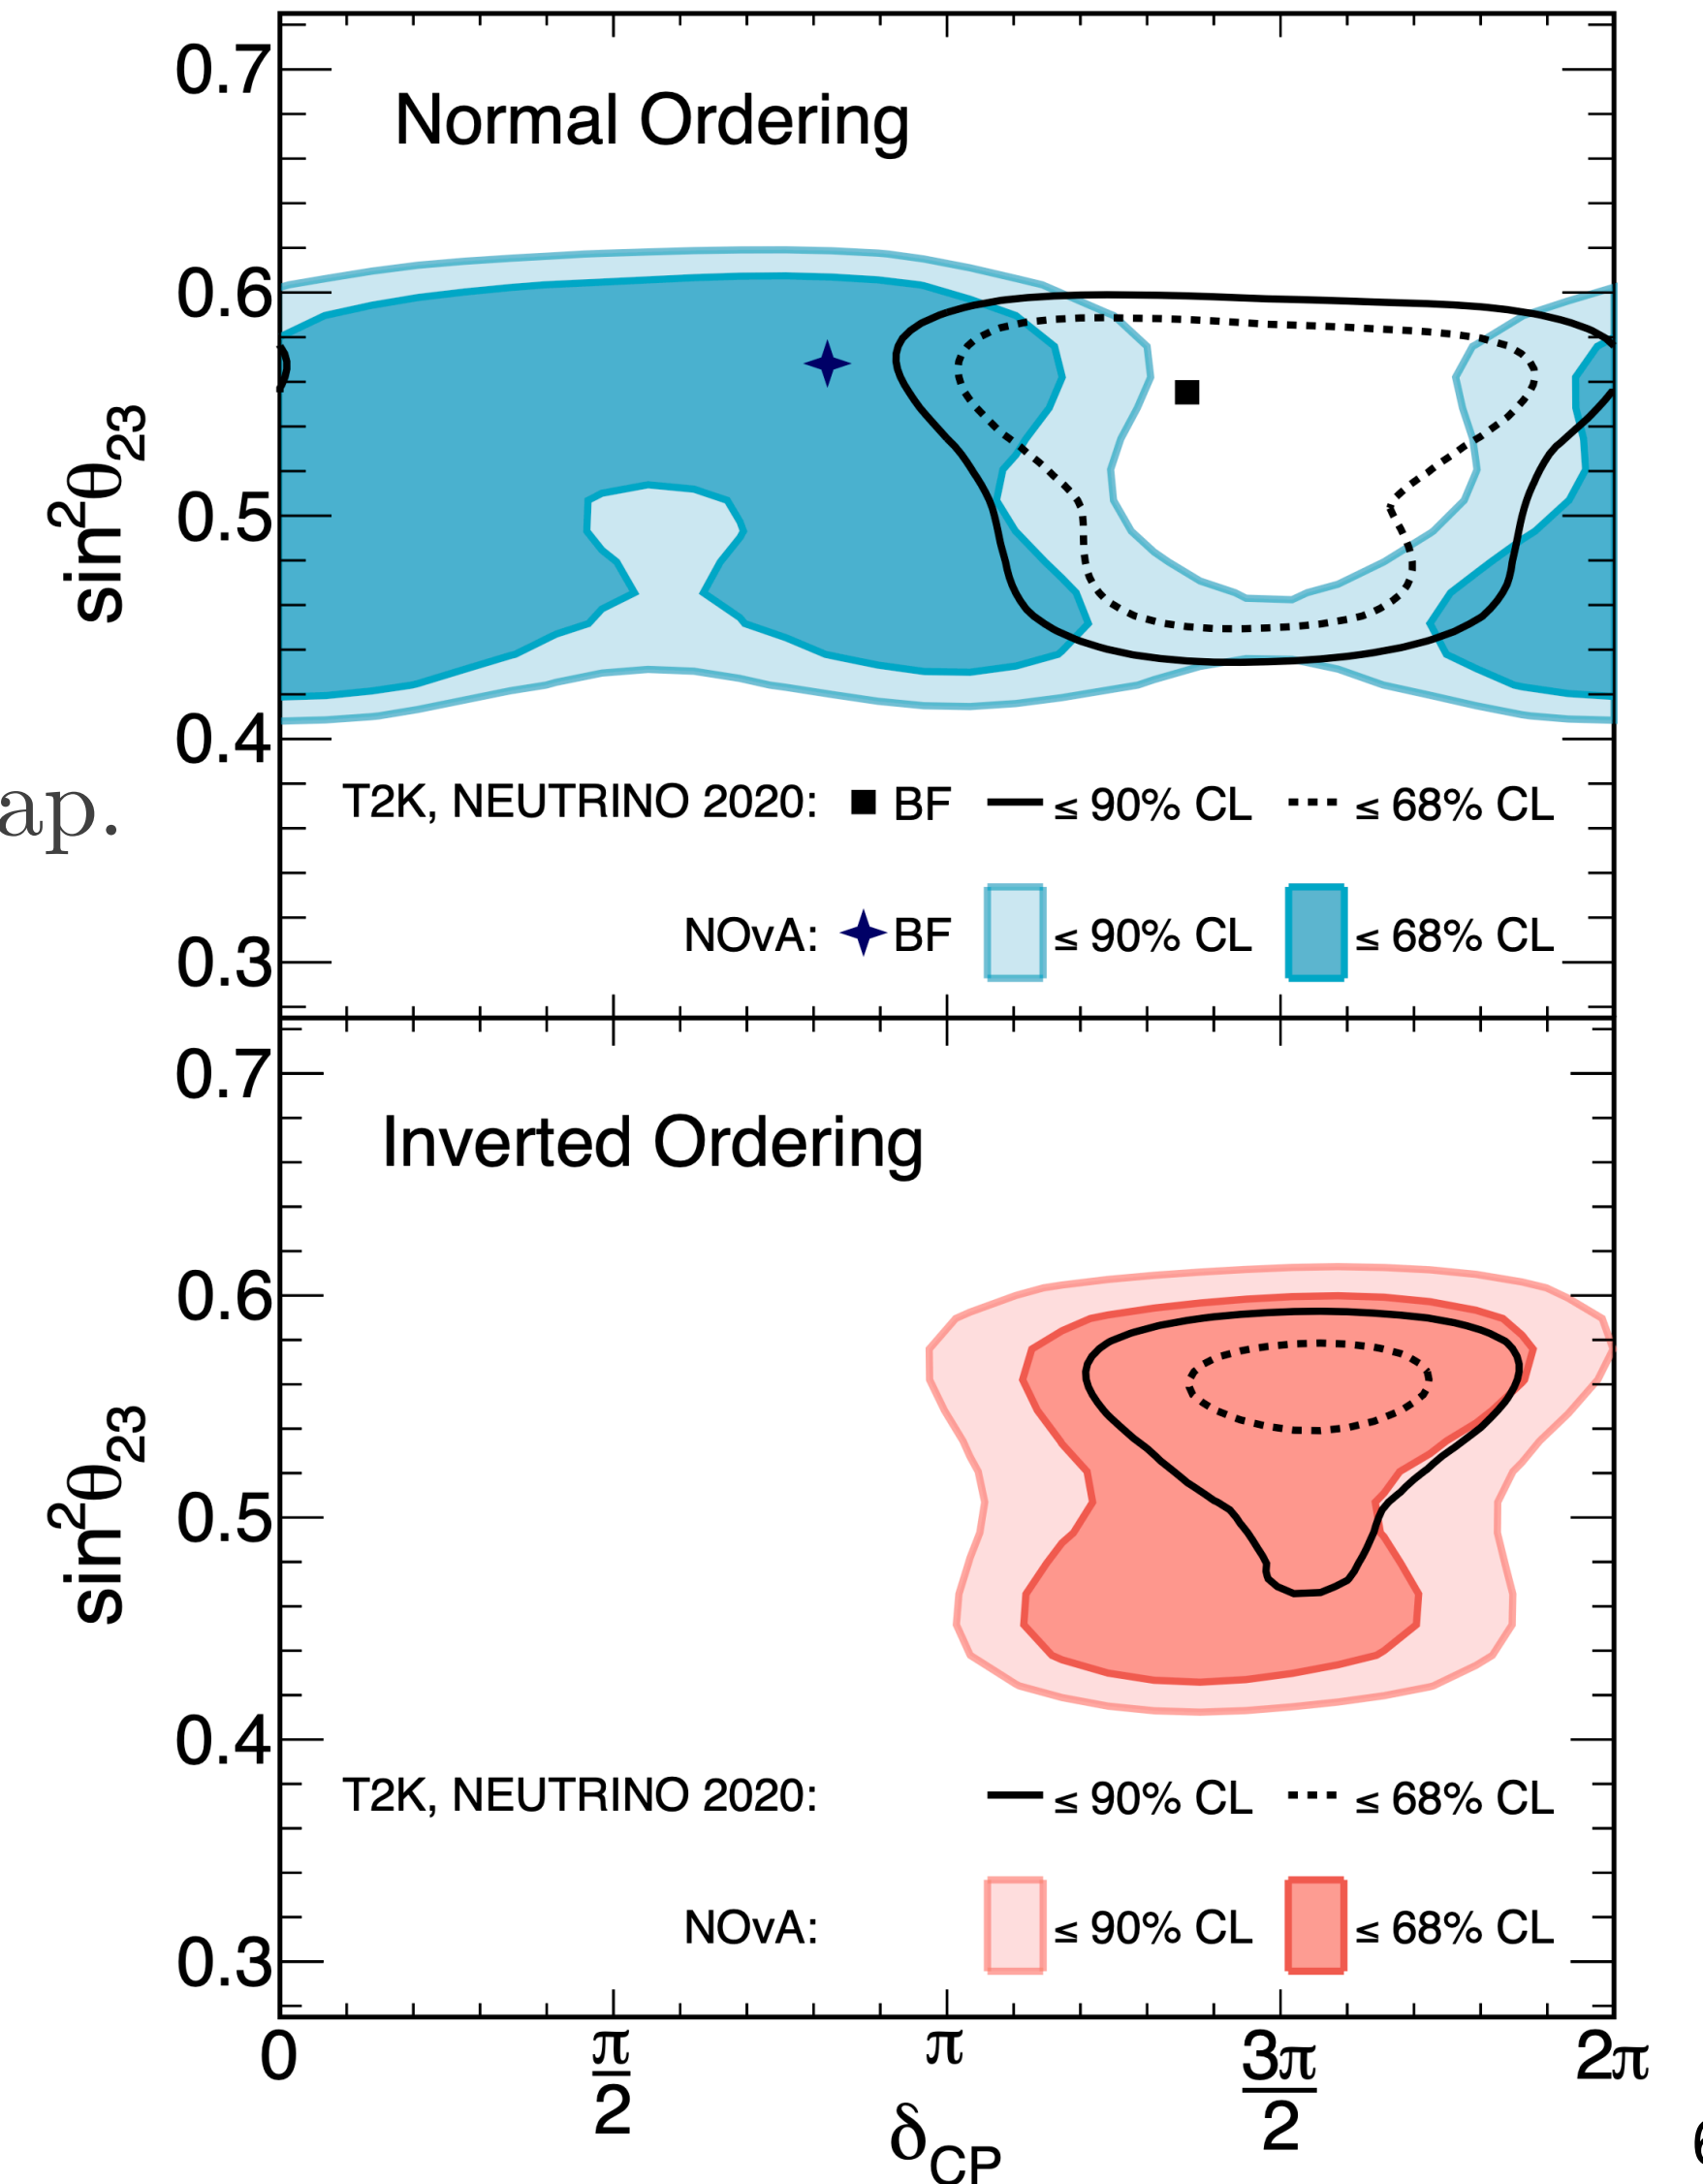 0.7
Normal Ordering
0.6
0.5
0.4
0.3
sin²θ₂₃
ap.
T2K, NEUTRINO 2020: BF ≤ 90% CL ≤ 68% CL
NOνA: BF ≤ 90% CL ≤ 68% CL
0.7
Inverted Ordering
0.6
0.5
0.4
0.3
sin²θ₂₃
T2K, NEUTRINO 2020: ≤ 90% CL ≤ 68% CL
NOνA: ≤ 90% CL ≤ 68% CL
0 π/2 π 3π/2 2π
δCP